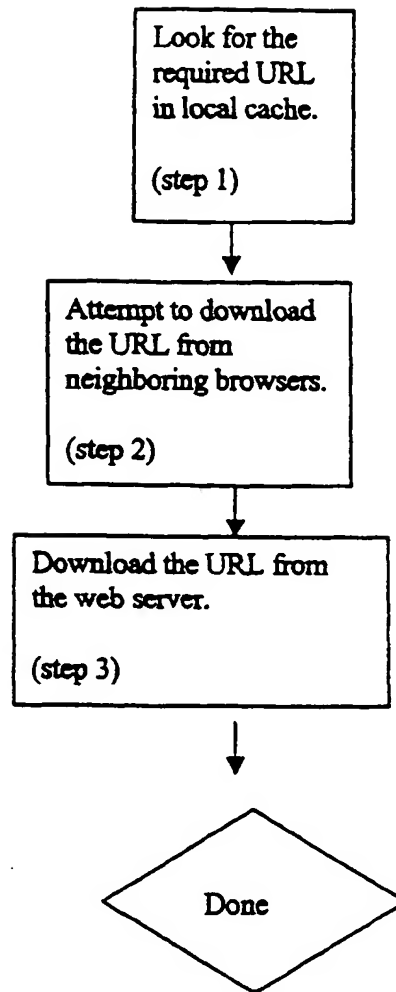 Look for the
required URL
in local cache.
(step 1)
Attempt to download
the URL from
neighboring browsers.
(step 2)
Download the URL from
the web server.
(step 3)
Done